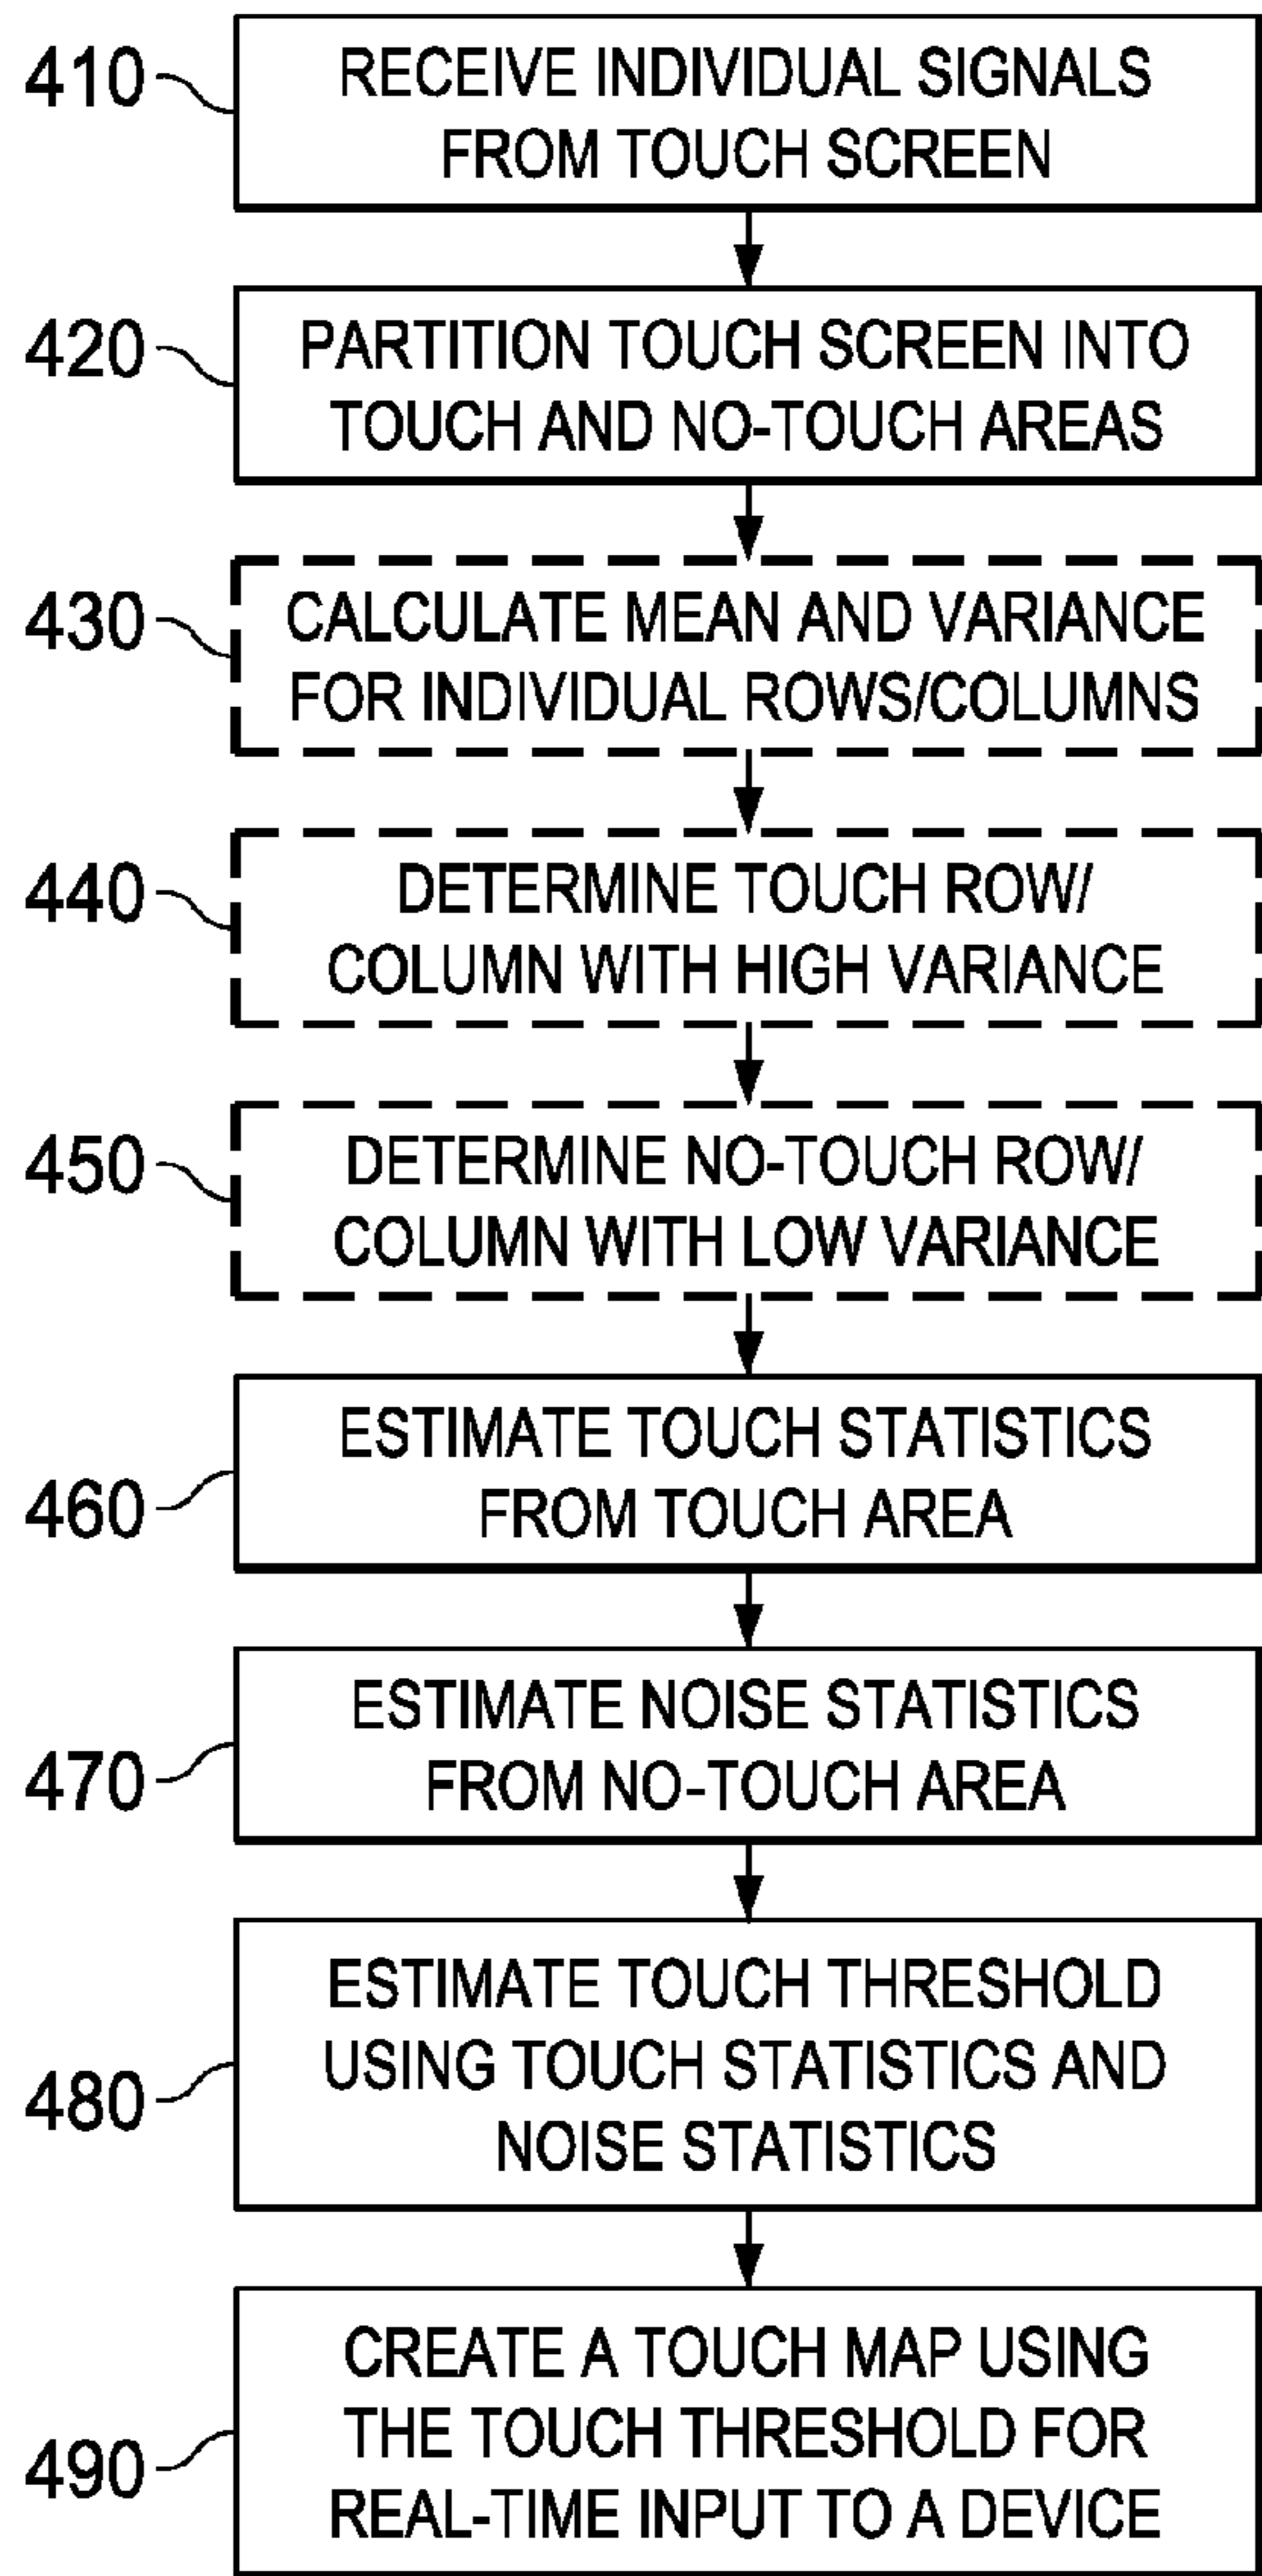 410
RECEIVE INDIVIDUAL SIGNALS
FROM TOUCH SCREEN
420
PARTITION TOUCH SCREEN INTO
TOUCH AND NO-TOUCH AREAS
430
CALCULATE MEAN AND VARIANCE
FOR INDIVIDUAL ROWS/COLUMNS
440
DETERMINE TOUCH ROW/
COLUMN WITH HIGH VARIANCE
450
DETERMINE NO-TOUCH ROW/
COLUMN WITH LOW VARIANCE
460
ESTIMATE TOUCH STATISTICS
FROM TOUCH AREA
470
ESTIMATE NOISE STATISTICS
FROM NO-TOUCH AREA
480
ESTIMATE TOUCH THRESHOLD
USING TOUCH STATISTICS AND
NOISE STATISTICS
490
CREATE A TOUCH MAP USING
THE TOUCH THRESHOLD FOR
REAL-TIME INPUT TO A DEVICE